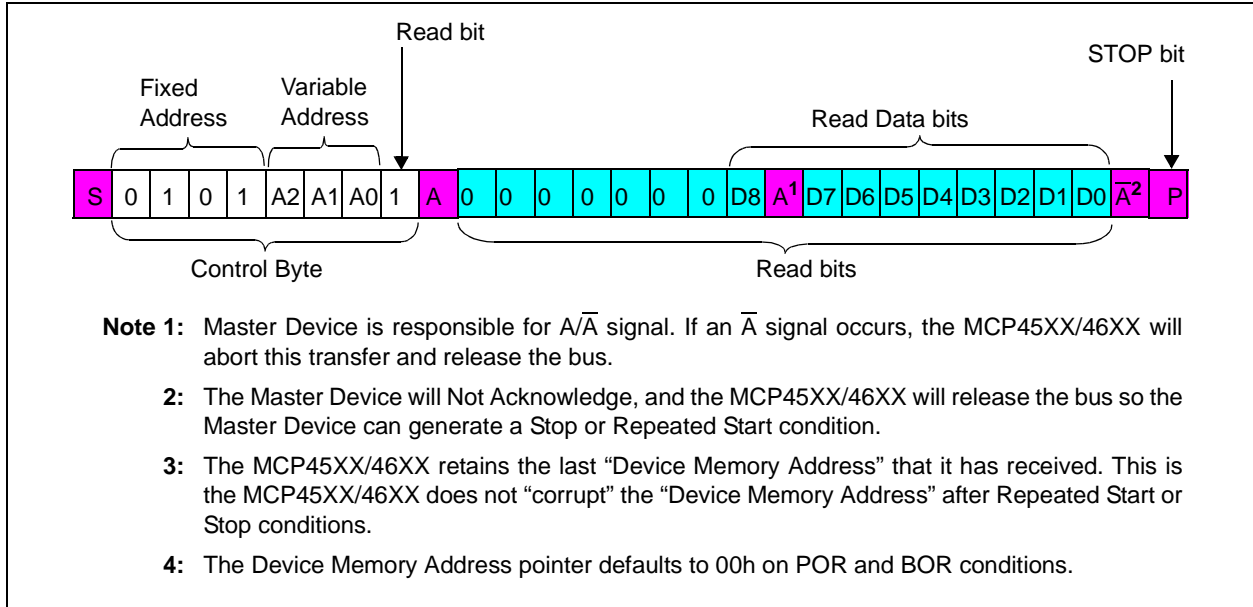 Read bit
STOP bit
Fixed
Address
Variable
Address
Read Data bits
S 0 1 0 1 A2 A1 A0 1 A 0 0 0 0 0 0 0 D8 A¹ D7 D6 D5 D4 D3 D2 D1 D0 A̅² P
Control Byte
Read bits
Note 1: Master Device is responsible for A/A̅ signal. If an A̅ signal occurs, the MCP45XX/46XX will
abort this transfer and release the bus.
2: The Master Device will Not Acknowledge, and the MCP45XX/46XX will release the bus so the
Master Device can generate a Stop or Repeated Start condition.
3: The MCP45XX/46XX retains the last “Device Memory Address” that it has received. This is
the MCP45XX/46XX does not “corrupt” the “Device Memory Address” after Repeated Start or
Stop conditions.
4: The Device Memory Address pointer defaults to 00h on POR and BOR conditions.